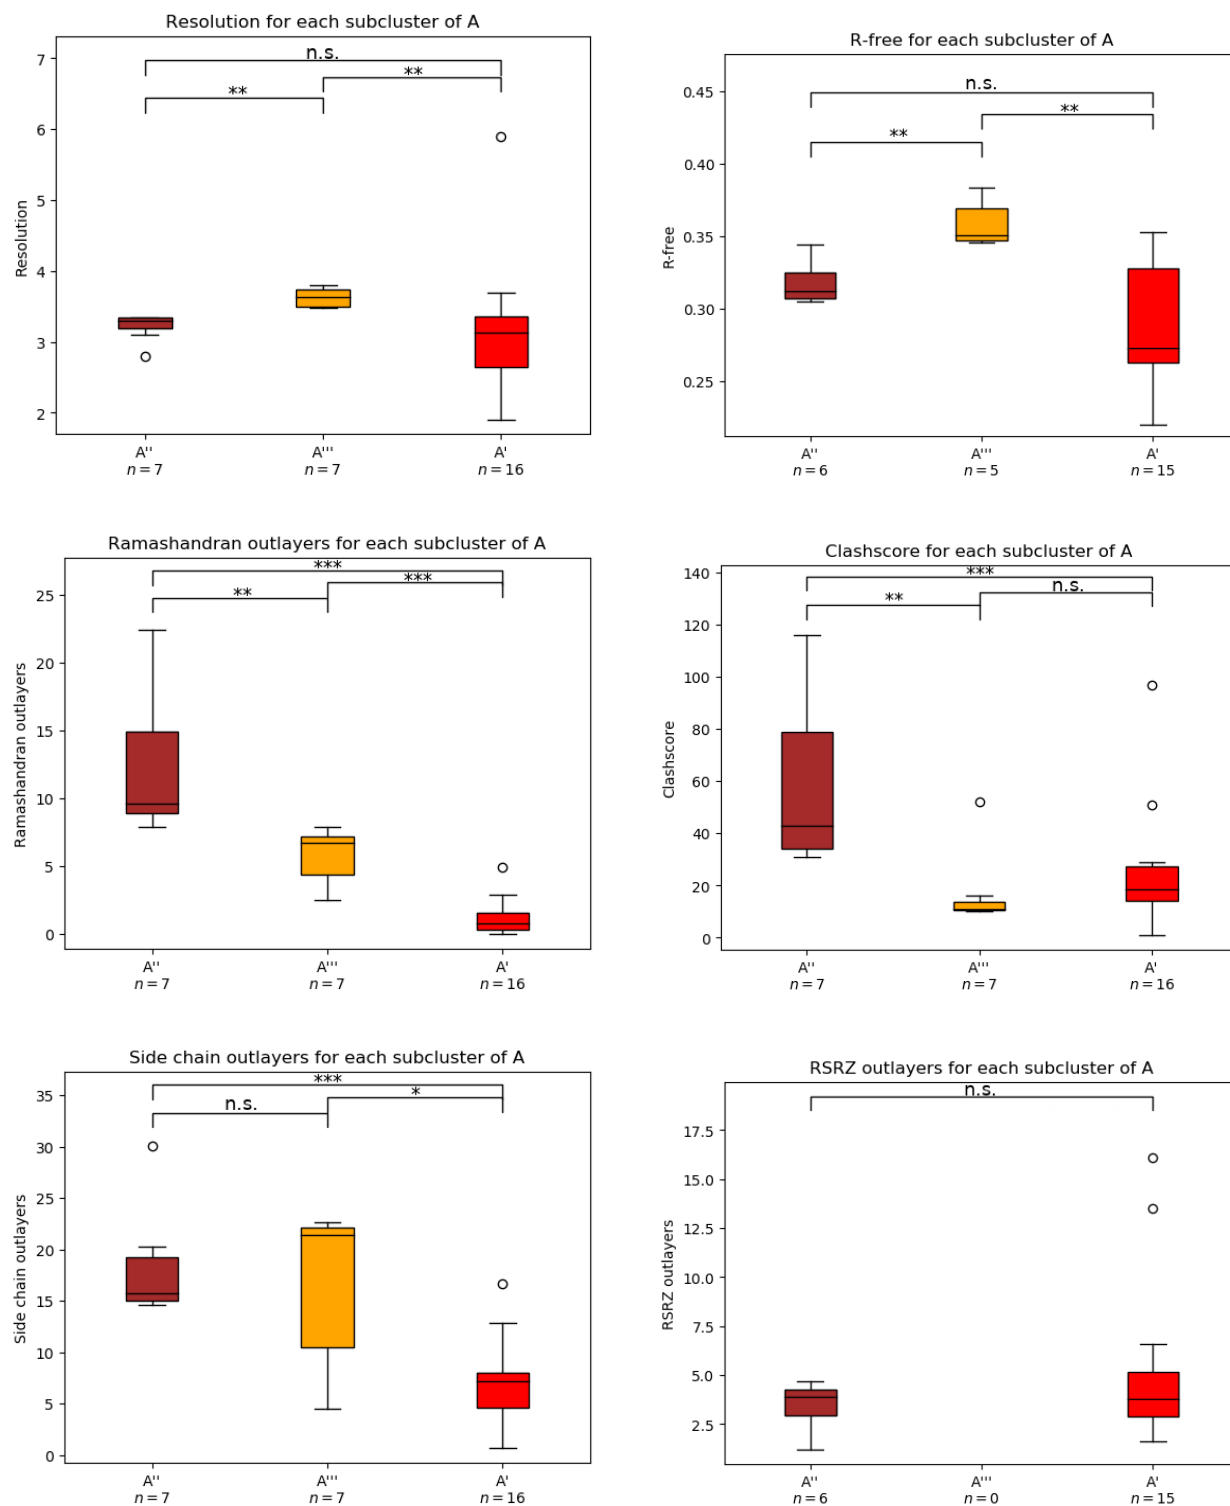 Resolution for each subcluster of A
n.s.
**
**
7
6
5
4
3
2
Resolution
A'' A''' A'
n = 7 n = 7 n = 16
R-free for each subcluster of A
n.s.
**
**
0.45
0.40
0.35
0.30
0.25
R-free
A'' A''' A'
n = 6 n = 5 n = 15
Ramashandran outlayers for each subcluster of A
***
***
**
25
20
15
10
5
0
Ramashandran outlayers
A'' A''' A'
n = 7 n = 7 n = 16
Clashscore for each subcluster of A
***
n.s.
**
140
120
100
80
60
40
20
0
Clashscore
A'' A''' A'
n = 7 n = 7 n = 16
Side chain outlayers for each subcluster of A
***
*
n.s.
35
30
25
20
15
10
5
0
Side chain outlayers
A'' A''' A'
n = 7 n = 7 n = 16
RSRZ outlayers for each subcluster of A
n.s.
17.5
15.0
12.5
10.0
7.5
5.0
2.5
RSRZ outlayers
A'' A''' A'
n = 6 n = 0 n = 15